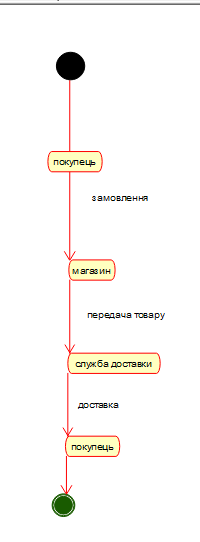 покупець
замовлення
магазин
передача товару
служба доставки
доставка
покупець